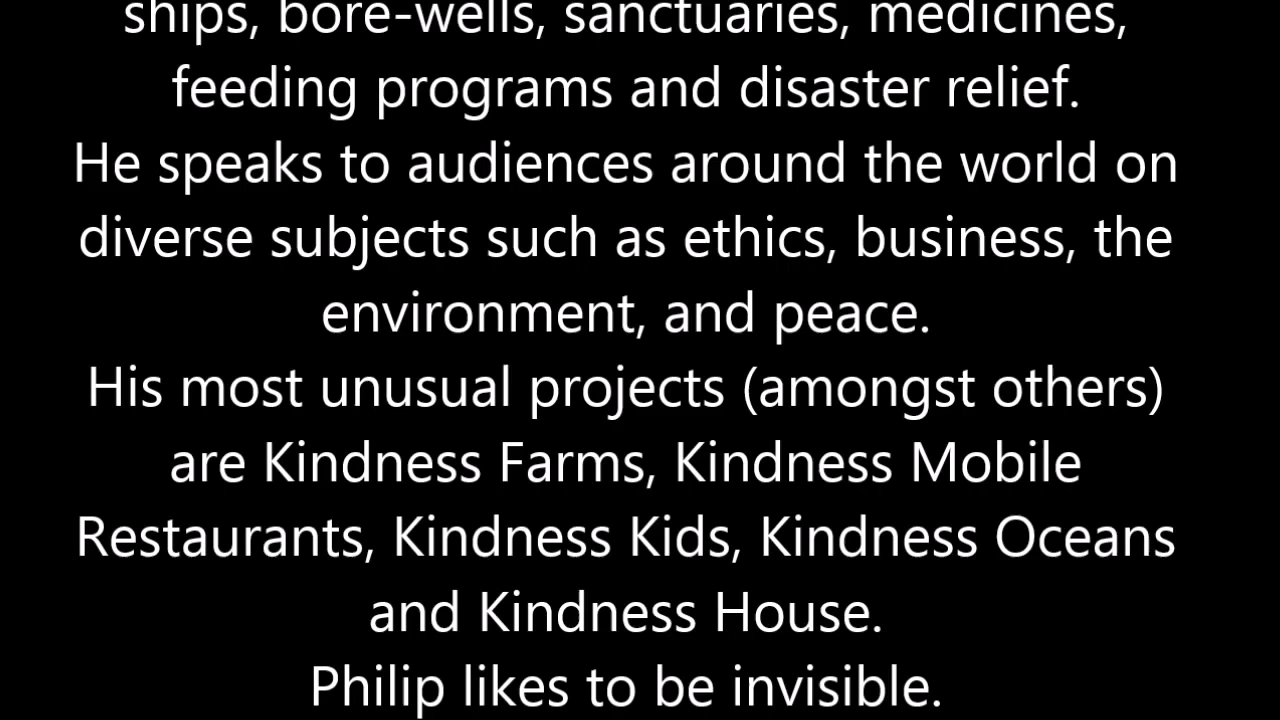 ships, bore-wells, sanctuaries, medicines,
feeding programs and disaster relief.
He speaks to audiences around the world on
diverse subjects such as ethics, business, the
environment, and peace.
His most unusual projects (amongst others)
are Kindness Farms, Kindness Mobile
Restaurants, Kindness Kids, Kindness Oceans
and Kindness House.
Philip likes to be invisible.